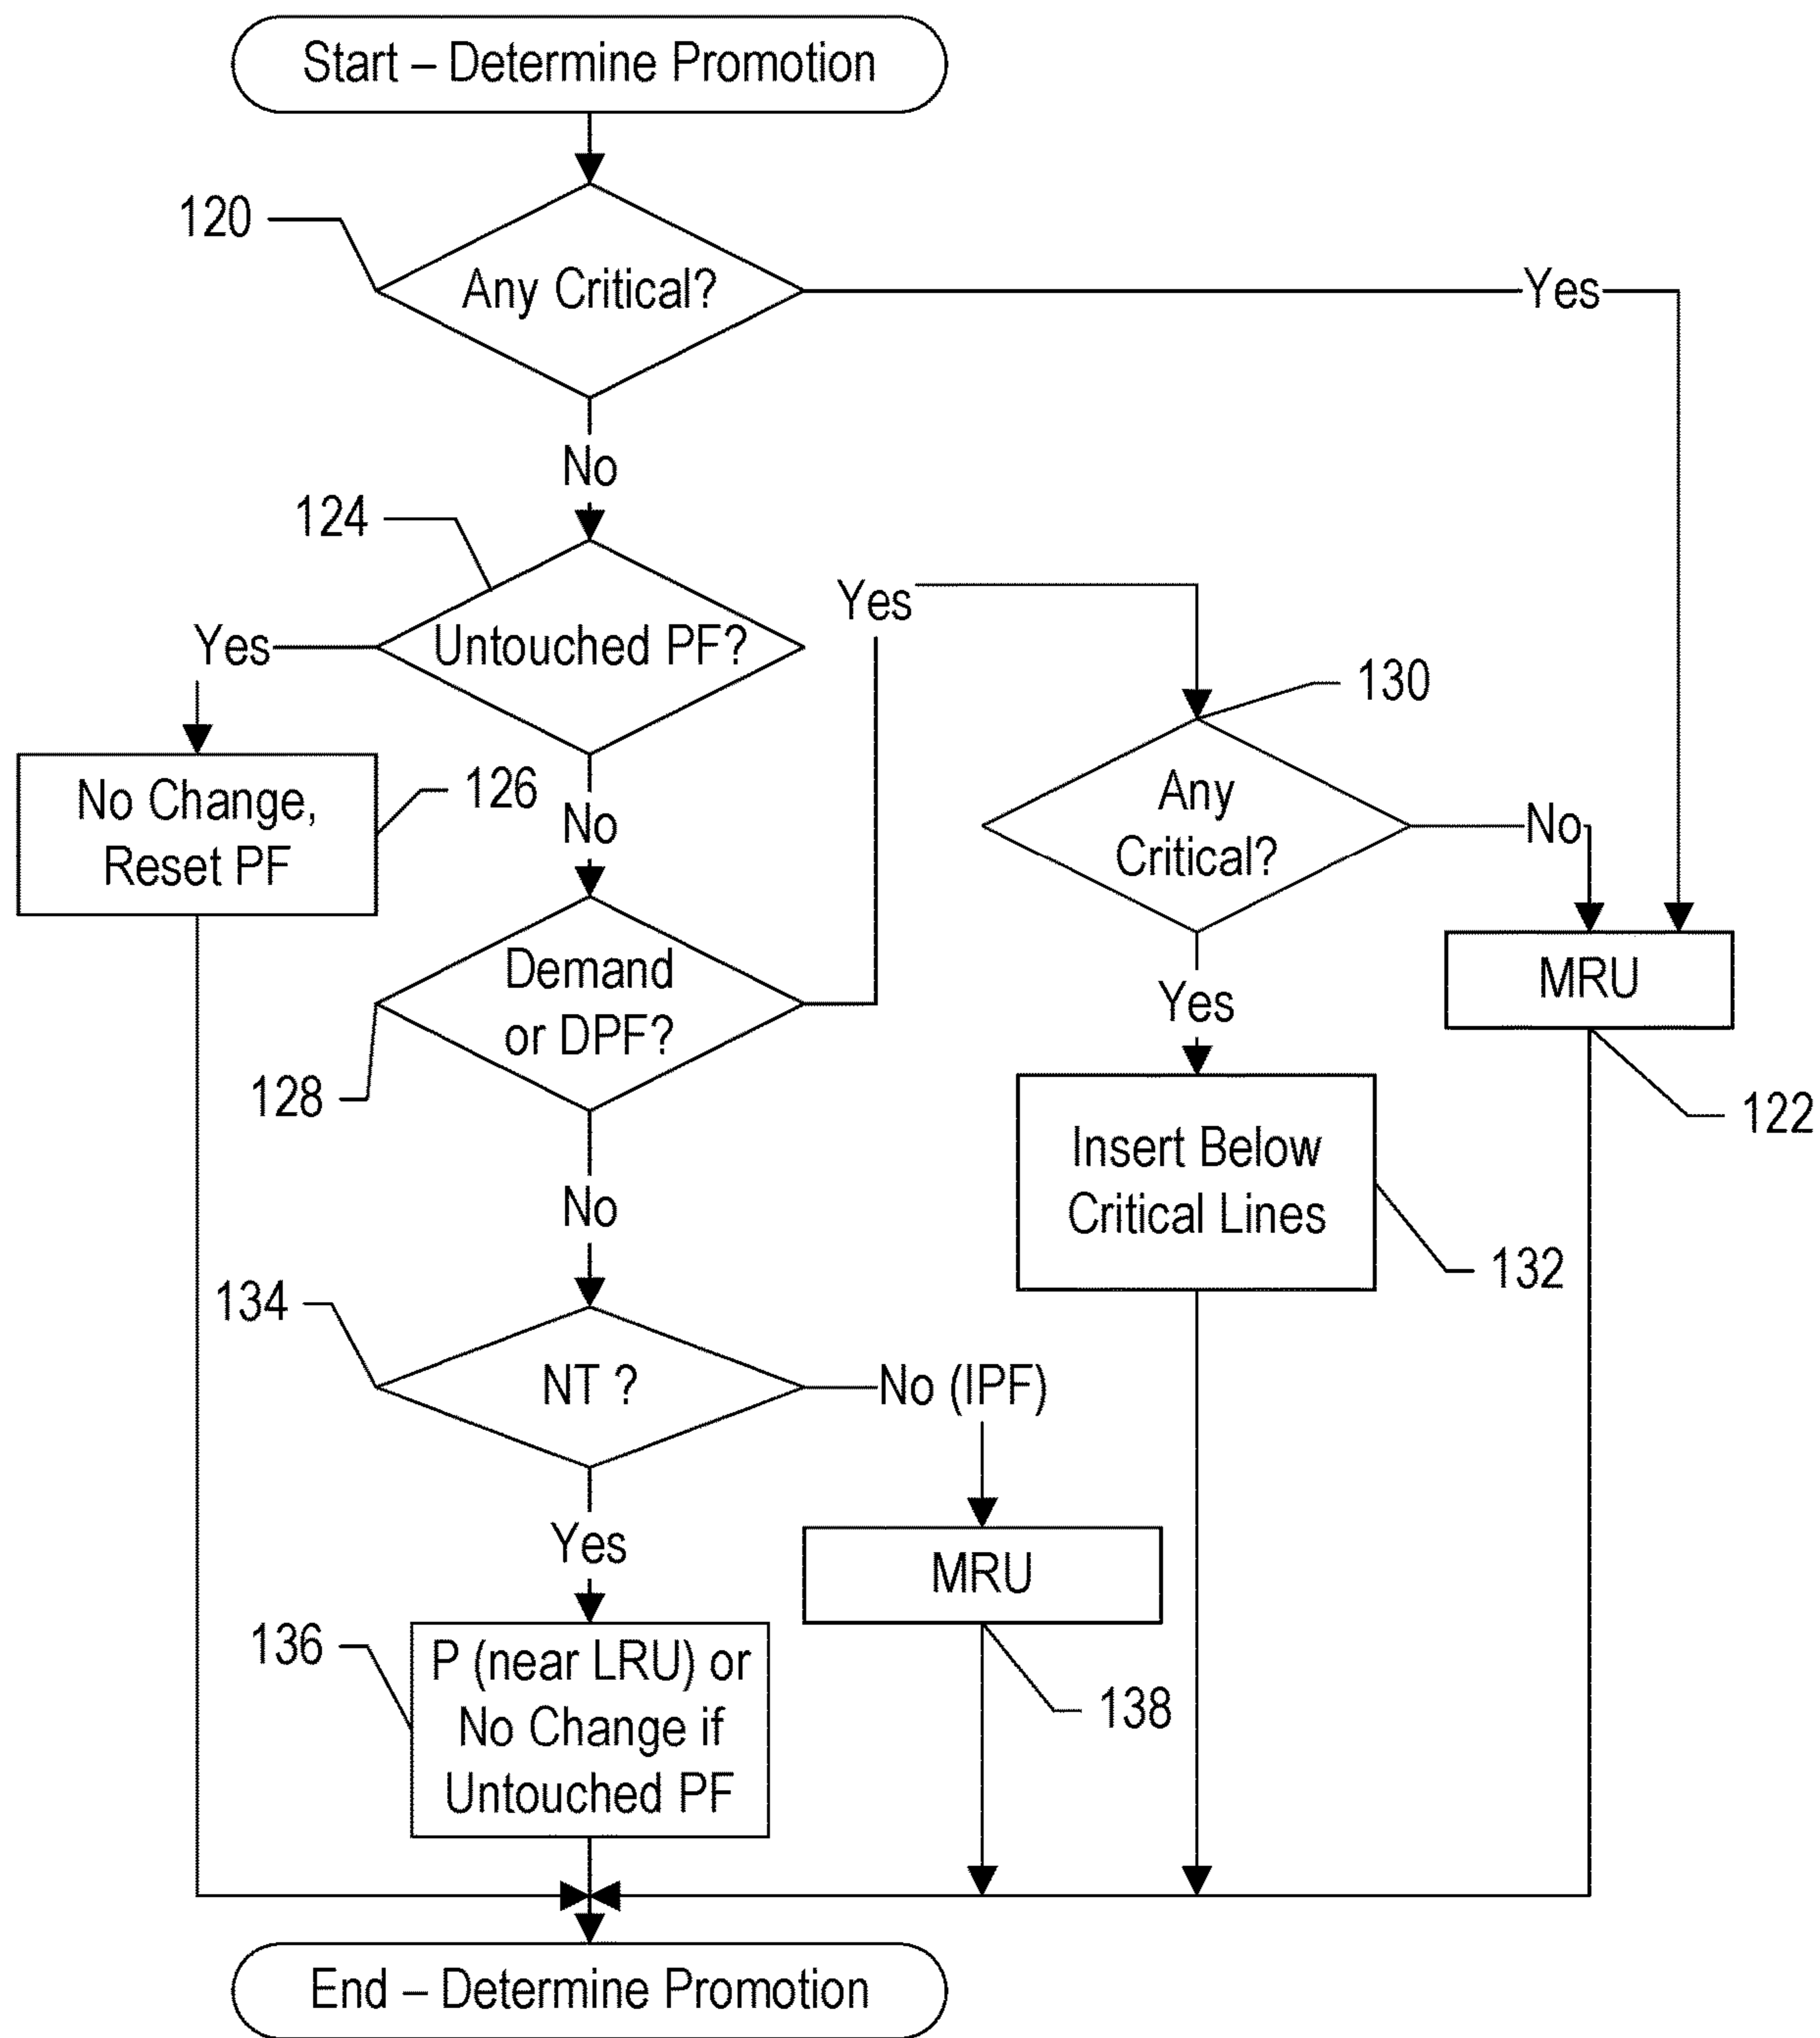 Start – Determine Promotion
120
Any Critical?
Yes
No
124
Untouched PF?
Yes
Yes
No Change,
Reset PF
126
No
130
Any
Critical?
No
Demand
or DPF?
128
Yes
MRU
122
Insert Below
Critical Lines
132
No
134
NT ?
No (IPF)
Yes
MRU
138
136
P (near LRU) or
No Change if
Untouched PF
End – Determine Promotion